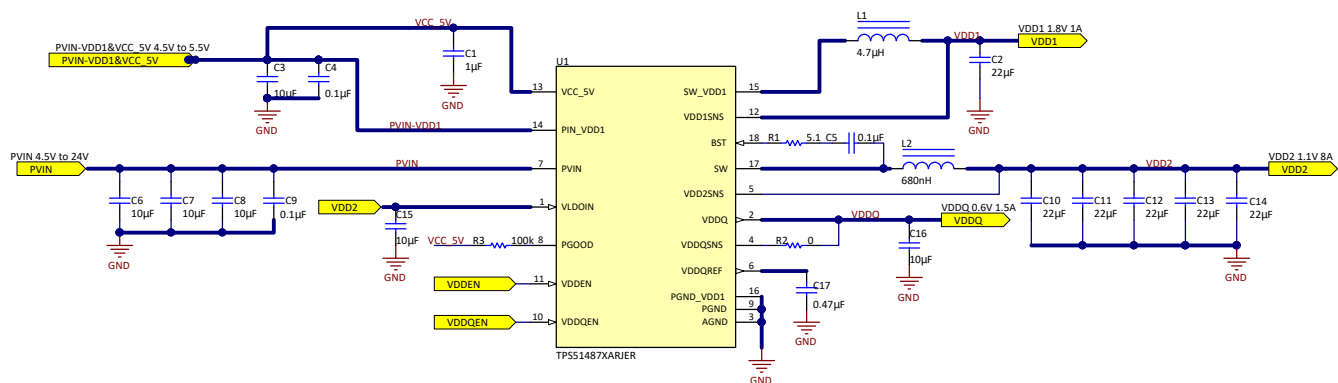 PVIN-VDD1&VCC_5V 4.5V to 5.5V
PVIN-VDD1&VCC_5V
VCC_5V
C1
1µF
GND
C3
10µF
C4
0.1µF
GND
PVIN-VDD1
PVIN 4.5V to 24V
PVIN
PVIN
C6
10µF
C7
10µF
C8
10µF
C9
0.1µF
GND
VDD2
C15
10µF
GND
VCC_5V R3 100k
VDDEN
VDDQEN
U1
13 VCC_5V
14 PIN_VDD1
7 PVIN
1 VLDOIN
8 PGOOD
11 VDDEN
10 VDDQEN
SW_VDD1 15
VDD1SNS 12
BST 18
SW 17
VDD2SNS 5
VDDQ 2
VDDQSNS 4
VDDQREF 6
PGND_VDD1 16
PGND 9
AGND 3
TPS51487XARJER
GND
L1
4.7µH
VDD1
VDD1 1.8V 1A
VDD1
C2
22µF
GND
R1 5.1 C5 0.1µF
L2
680nH
VDD2
VDD2 1.1V 8A
VDD2
C10
22µF
C11
22µF
C12
22µF
C13
22µF
C14
22µF
GND
VDDQ
VDDQ 0.6V 1.5A
VDDQ
R2 0
C16
10µF
GND
C17
0.47µF
GND